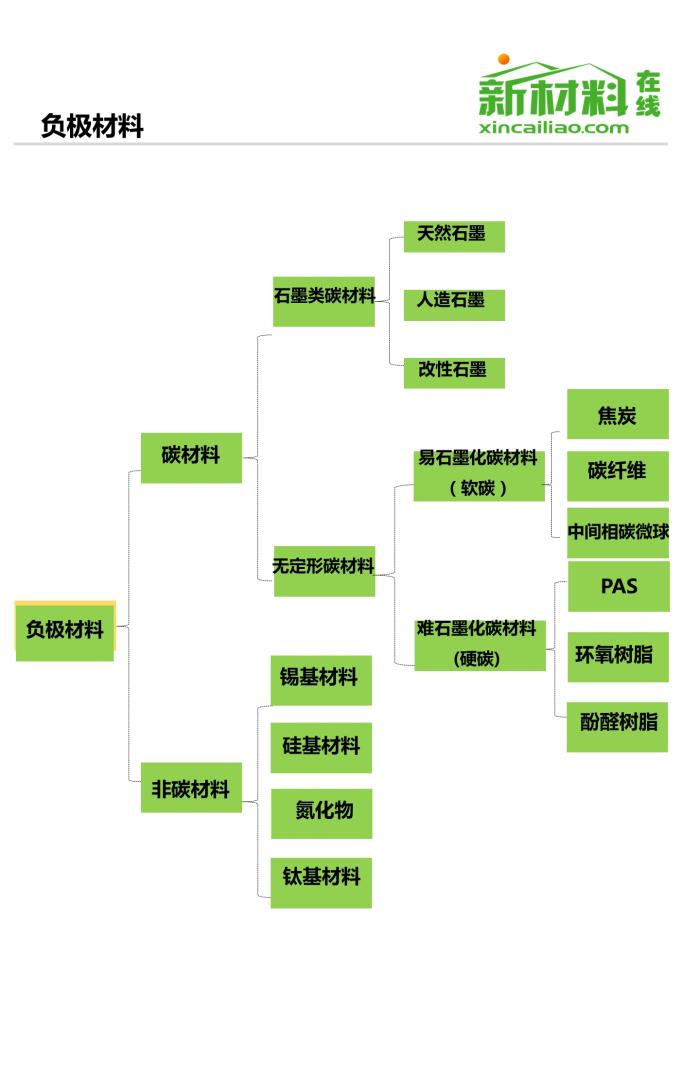 新材料在线
xincailiao.com
负极材料
天然石墨
石墨类碳材料
人造石墨
改性石墨
焦炭
碳材料
易石墨化碳材料
（软碳）
碳纤维
中间相碳微球
无定形碳材料
PAS
负极材料
难石墨化碳材料
(硬碳)
环氧树脂
锡基材料
酚醛树脂
硅基材料
非碳材料
氮化物
钛基材料